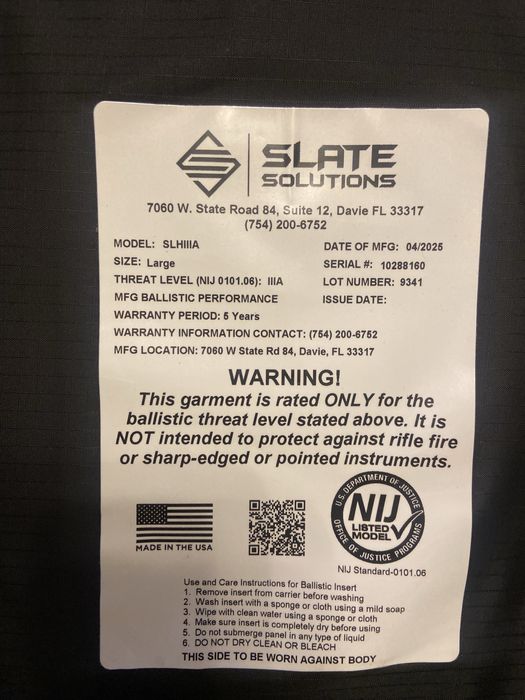 SLATE
SOLUTIONS
7060 W. State Road 84, Suite 12, Davie FL 33317
(754) 200-6752
MODEL: SLHIIIA
DATE OF MFG: 04/2025
SIZE: Large
SERIAL #: 10288160
THREAT LEVEL (NIJ 0101.06): IIIA
LOT NUMBER: 9341
MFG BALLISTIC PERFORMANCE
ISSUE DATE:
WARRANTY PERIOD: 5 Years
WARRANTY INFORMATION CONTACT: (754) 200-6752
MFG LOCATION: 7060 W State Rd 84, Davie, FL 33317
WARNING!
This garment is rated ONLY for the
ballistic threat level stated above. It is
NOT intended to protect against rifle fire
or sharp-edged or pointed instruments.
MADE IN THE USA
U.S. DEPARTMENT OF JUSTICE
NIJ
LISTED
MODEL
OFFICE OF JUSTICE PROGRAMS
NIJ Standard-0101.06
Use and Care Instructions for Ballistic Insert
1. Remove insert from carrier before washing
2. Wash insert with a sponge or cloth using a mild soap
3. Wipe with clean water using a sponge or cloth
4. Make sure insert is completely dry before using
5. Do not submerge panel in any type of liquid
6. DO NOT DRY CLEAN OR BLEACH
THIS SIDE TO BE WORN AGAINST BODY